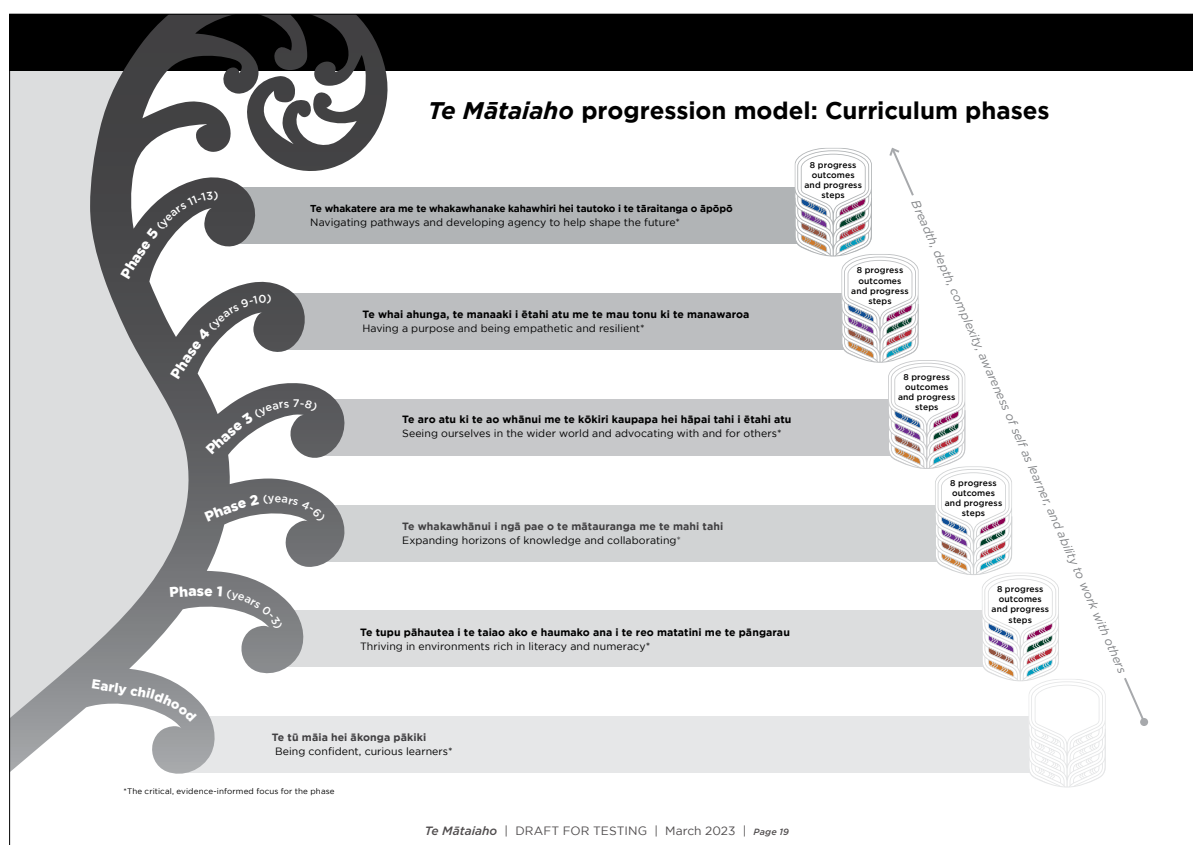 Te Mātaiaho progression model: Curriculum phases
8 progress
outcomes
and progress
steps
Phase 5 (years 11-13)
Te whakatere ara me te whakawhanake kahawhiri hei tautoko i te tāraitanga o āpōpō
Navigating pathways and developing agency to help shape the future*
8 progress
outcomes
and progress
steps
Phase 4 (years 9-10)
Te whai ahunga, te manaaki i ētahi atu me te mau tonu ki te manawaroa
Having a purpose and being empathetic and resilient*
8 progress
outcomes
and progress
steps
Phase 3 (years 7-8)
Te aro atu ki te ao whānui me te kōkiri kaupapa hei hāpai tahi i ētahi atu
Seeing ourselves in the wider world and advocating with and for others*
8 progress
outcomes
and progress
steps
Phase 2 (years 4-6)
Te whakawhānui i ngā pae o te mātauranga me te mahi tahi
Expanding horizons of knowledge and collaborating*
8 progress
outcomes
and progress
steps
Phase 1 (years 0-3)
Te tupu pāhautea i te taiao ako e haumako ana i te reo matatini me te pāngarau
Thriving in environments rich in literacy and numeracy*
Early childhood
Te tū māia hei ākonga pākiki
Being confident, curious learners*
Breadth, depth, complexity, awareness of self as learner, and ability to work with others
*The critical, evidence-informed focus for the phase
Te Mātaiaho | DRAFT FOR TESTING | March 2023 | Page 19